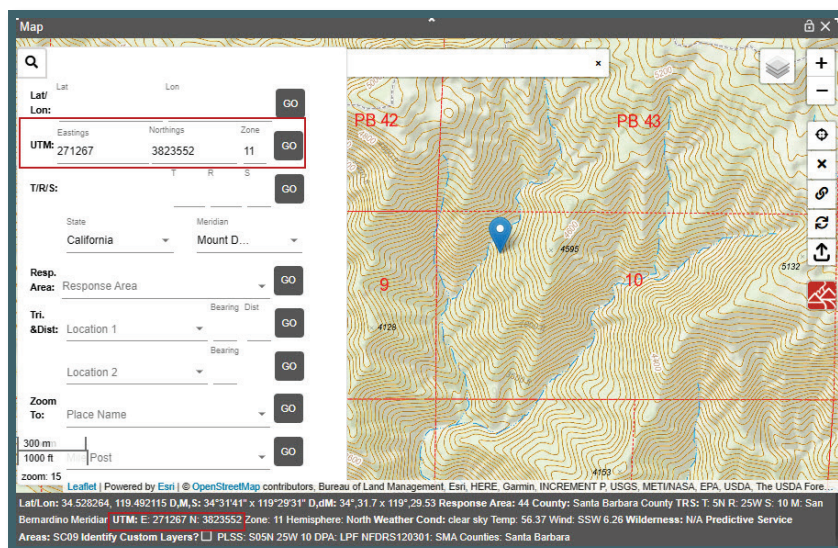 Map
Lat
Lon
Lat/
Lon:
GO
Eastings
Northings
Zone
UTM:
271267
3823552
11
GO
T
R
S
T/R/S:
GO
State
Meridian
California
Mount D...
Resp.
Area:
Response Area
GO
Bearing Dist
Tri.
&Dist:
Location 1
GO
Bearing
Location 2
GO
Zoom
To:
Place Name
GO
Post
GO
300 m
1000 ft
zoom: 15
PB 42
PB 43
5200
4800
4595
5132
9
10
4128
4153
Leaflet | Powered by Esri | © OpenStreetMap contributors, Bureau of Land Management, Esri, HERE, Garmin, INCREMENT P, USGS, METI/NASA, EPA, USDA, The USDA Fore...
Lat/Lon: 34.528264, 119.492115 D,M,S: 34°31'41" x 119°29'31" D,dM: 34°,31.7 x 119°,29.53 Response Area: 44 County: Santa Barbara County TRS: T: 5N R: 25W S: 10 M: San
Bernardino Meridian UTM: E: 271267 N: 3823552 Zone: 11 Hemisphere: North Weather Cond: clear sky Temp: 56.37 Wind: SSW 6.26 Wilderness: N/A Predictive Service
Areas: SC09 Identify Custom Layers? PLSS: S05N 25W 10 DPA: LPF NFDRS120301: SMA Counties: Santa Barbara